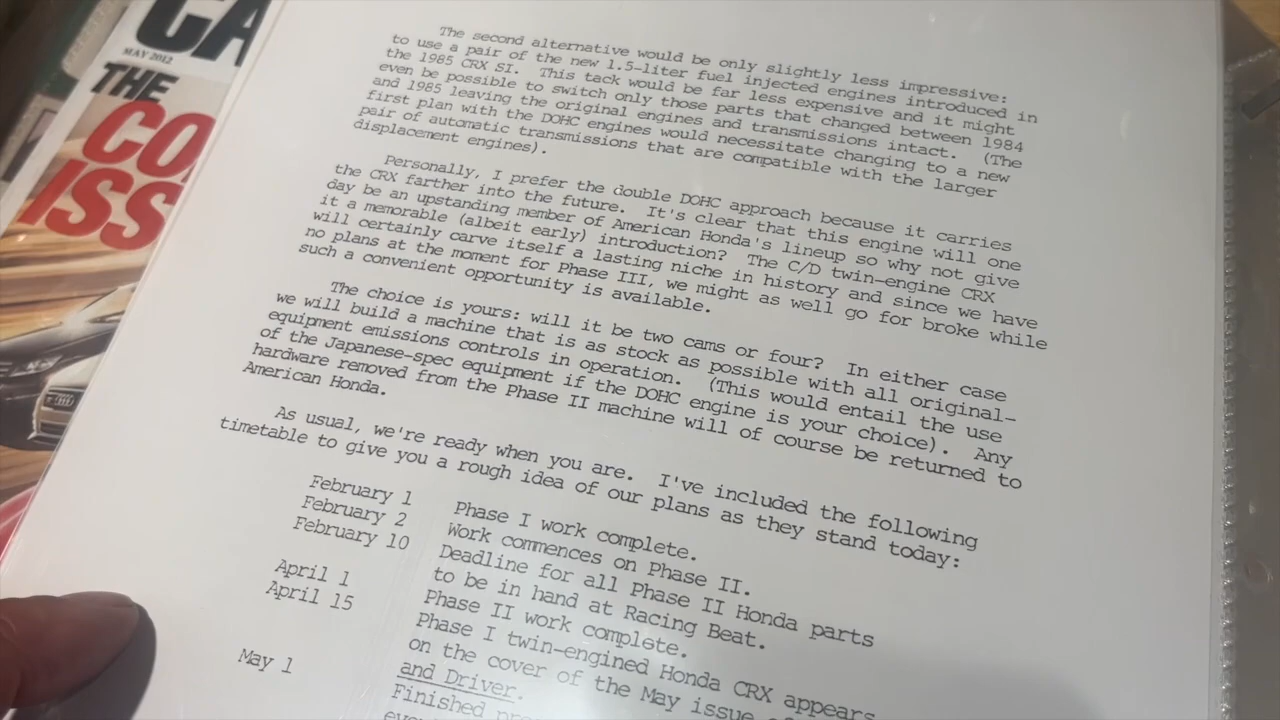 CA
MAY 2012
THE
CO
ISS
The second alternative would be only slightly less impressive:
to use a pair of the new 1.5-liter fuel injected engines introduced in
the 1985 CRX SI. This tack would be far less expensive and it might
even be possible to switch only those parts that changed between 1984
and 1985 leaving the original engines and transmissions intact. (The
first plan with the DOHC engines would necessitate changing to a new
pair of automatic transmissions that are compatible with the larger
displacement engines).
Personally, I prefer the double DOHC approach because it carries
the CRX farther into the future. It's clear that this engine will one
day be an upstanding member of American Honda's lineup so why not give
it a memorable (albeit early) introduction? The C/D twin-engine CRX
will certainly carve itself a lasting niche in history and since we have
no plans at the moment for Phase III, we might as well go for broke while
such a convenient opportunity is available.
The choice is yours: will it be two cams or four? In either case
we will build a machine that is as stock as possible with all original-
equipment emissions controls in operation. (This would entail the use
of the Japanese-spec equipment if the DOHC engine is your choice). Any
hardware removed from the Phase II machine will of course be returned to
American Honda.
As usual, we're ready when you are. I've included the following
timetable to give you a rough idea of our plans as they stand today:
February 1 Phase I work complete.
February 2 Work commences on Phase II.
February 10 Deadline for all Phase II Honda parts
to be in hand at Racing Beat.
April 1 Phase II work complete.
April 15 Phase I twin-engined Honda CRX appears
on the cover of the May issue of
and Driver.
May 1 Finished